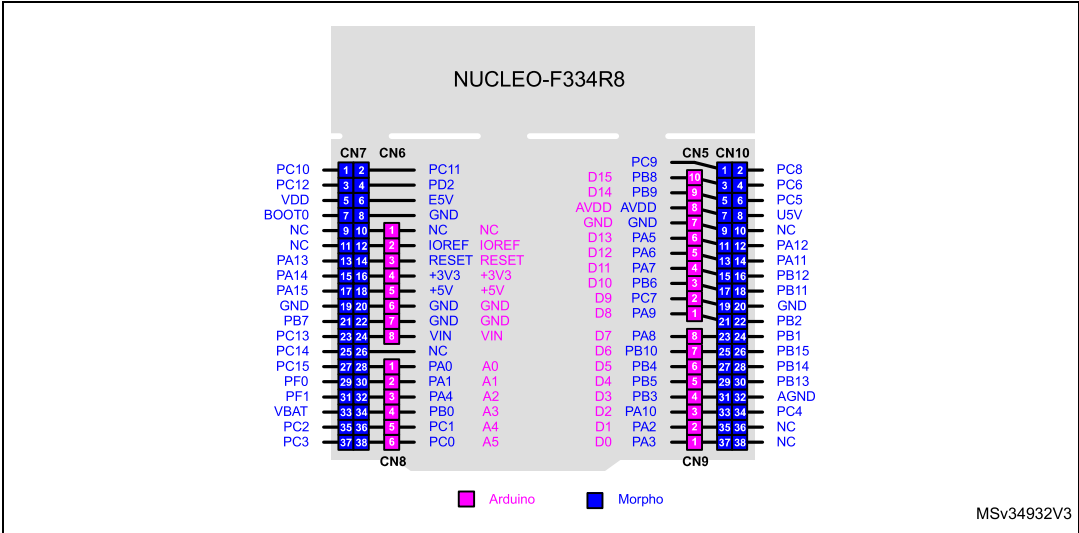 NUCLEO-F334R8
CN7 CN6 CN5 CN10
PC9
PC10 1 2 PC11 1 2 PC8
D15 PB8 10
PC12 3 4 PD2 3 4 PC6
D14 PB9 9
VDD 5 6 E5V 5 6 PC5
AVDD AVDD 8
BOOT0 7 8 GND 7 8 U5V
GND GND 7
NC 9 10 1 NC NC 9 10 NC
D13 PA5 6
NC 11 12 2 IOREF IOREF 11 12 PA12
D12 PA6 5
PA13 13 14 3 RESET RESET 13 14 PA11
D11 PA7 4
PA14 15 16 4 +3V3 +3V3 15 16 PB12
D10 PB6 3
PA15 17 18 5 +5V +5V 17 18 PB11
D9 PC7 2
GND 19 20 6 GND GND 19 20 GND
D8 PA9 1
PB7 21 22 7 GND GND 21 22 PB2
PC13 23 24 8 VIN VIN D7 PA8 8 23 24 PB1
PC14 25 26 NC D6 PB10 7 25 26 PB15
PC15 27 28 1 PA0 A0 D5 PB4 6 27 28 PB14
PF0 29 30 2 PA1 A1 D4 PB5 5 29 30 PB13
PF1 31 32 3 PA4 A2 D3 PB3 4 31 32 AGND
VBAT 33 34 4 PB0 A3 D2 PA10 3 33 34 PC4
PC2 35 36 5 PC1 A4 D1 PA2 2 35 36 NC
PC3 37 38 6 PC0 A5 D0 PA3 1 37 38 NC
CN8 CN9
Arduino Morpho
MSv34932V3